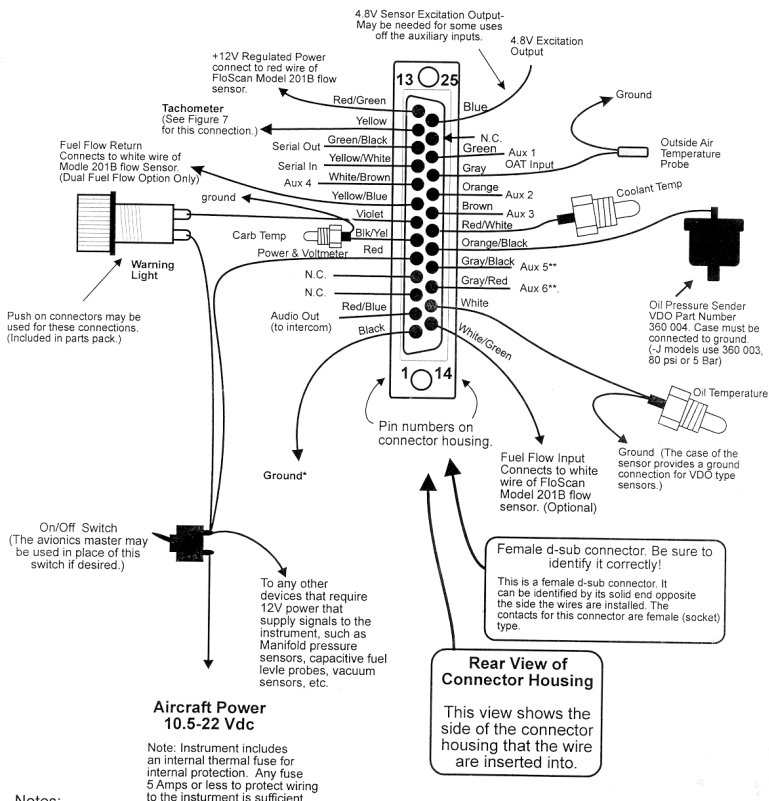 4.8V Sensor Excitation Output-
May be needed for some uses
off the auxiliary inputs.
4.8V Excitation
Output
+12V Regulated Power
connect to red wire of
FloScan Model 201B flow
sensor.
Tachometer
(See Figure 7
for this connection.)
Fuel Flow Return
Connects to white wire of
Modle 201B flow Sensor.
(Dual Fuel Flow Option Only)
ground
Warning
Light
Push on connectors may be
used for these connections.
(Included in parts pack.)
13
25
Red/Green
Yellow
Green/Black
Serial Out
Yellow/White
Serial In
White/Brown
Aux 4
Yellow/Blue
Violet
Carb Temp
Blk/Yel
Power & Voltmeter
Red
N.C.
N.C.
Red/Blue
Audio Out
(to intercom)
Black
Blue
N.C.
Green
Aux 1
OAT Input
Gray
Orange
Aux 2
Brown
Aux 3
Red/White
Orange/Black
Gray/Black
Aux 5**
Gray/Red
Aux 6**.
White
White/Green
Ground
Outside Air
Temperature
Probe
Coolant Temp
Oil Pressure Sender
VDO Part Number
360 004. Case must be
connected to ground.
(-J models use 360 003,
80 psi or 5 Bar)
Oil Temperature
1
14
Pin numbers on
connector housing.
Ground*
Fuel Flow Input
Connects to white
wire of FloScan
Model 201B flow
sensor. (Optional)
Ground (The case of the
sensor provides a ground
connection for VDO type
sensors.)
On/Off Switch
(The avionics master may
be used in place of this
switch if desired.)
To any other
devices that require
12V power that
supply signals to the
instrument, such as
Manifold pressure
sensors, capacitive fuel
levle probes, vacuum
sensors, etc.
Female d-sub connector. Be sure to
identify it correctly!
This is a female d-sub connector. It
can be identified by its solid end opposite
the side the wires are installed. The
contacts for this connector are female (socket)
type.
Rear View of
Connector Housing
This view shows the
side of the connector
housing that the wire
are inserted into.
Aircraft Power
10.5-22 Vdc
Note: Instrument includes
an internal thermal fuse for
internal protection. Any fuse
5 Amps or less to protect wiring
to the insturment is sufficient
Notes: